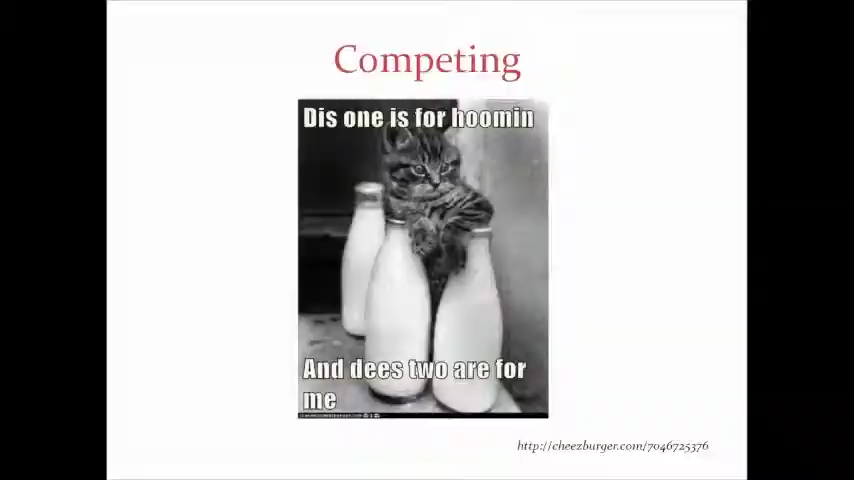 Competing
Dis one is for hoomin
And dees two are for
me
http://cheezburger.com/7046725376